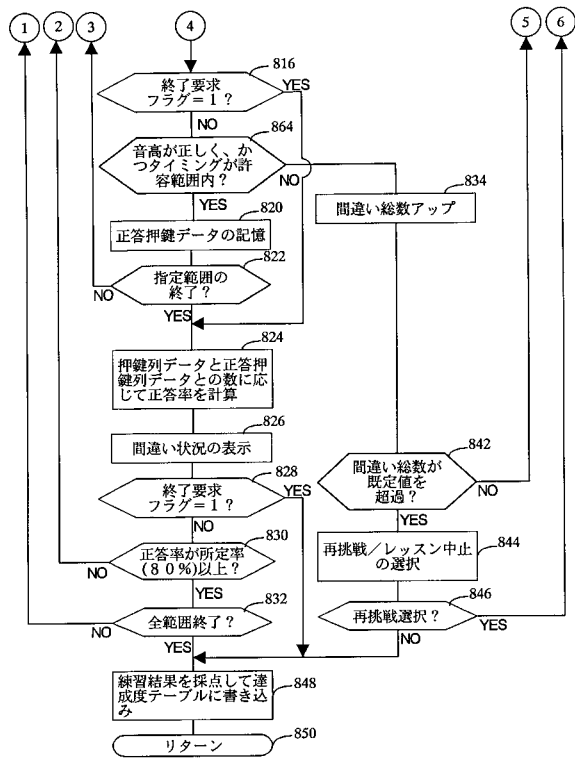 1
2
3
4
5
6
816
終了要求
フラグ=1?
YES
NO
864
音高が正しく、か
つタイミングが許
容範囲内?
NO
YES
834
間違い総数アップ
820
正答押鍵データの記憶
822
指定範囲の
終了?
NO
YES
824
押鍵列データと正答押
鍵列データとの数に応
じて正答率を計算
826
間違い状況の表示
828
終了要求
フラグ=1?
YES
NO
842
間違い総数が
既定値を
超過?
NO
YES
830
正答率が所定率
(80%)以上?
NO
YES
844
再挑戦/レッスン中止
の選択
832
全範囲終了?
NO
YES
846
再挑戦選択?
YES
NO
848
練習結果を採点して達
成度テーブルに書き込
み
850
リターン